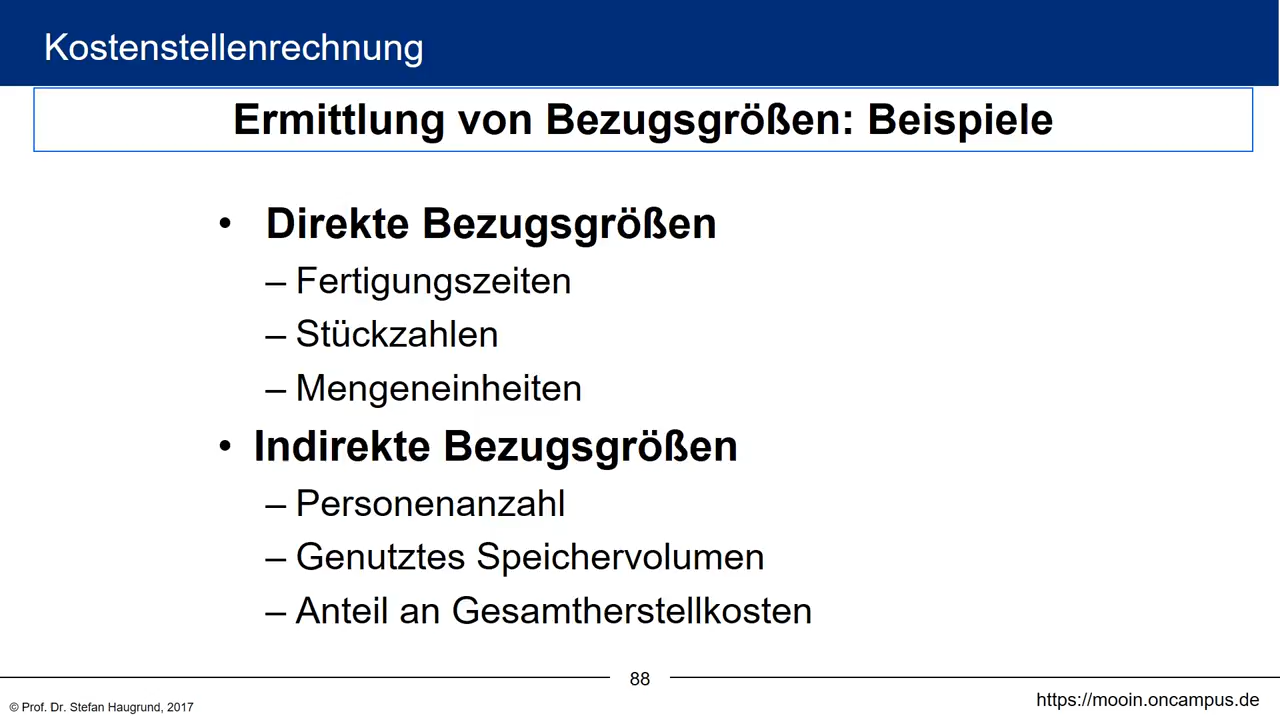 Kostenstellenrechnung
Ermittlung von Bezugsgrößen: Beispiele
• Direkte Bezugsgrößen
– Fertigungszeiten
– Stückzahlen
– Mengeneinheiten
• Indirekte Bezugsgrößen
– Personenanzahl
– Genutztes Speichervolumen
– Anteil an Gesamtherstellkosten
88
© Prof. Dr. Stefan Haugrund, 2017
https://mooin.oncampus.de